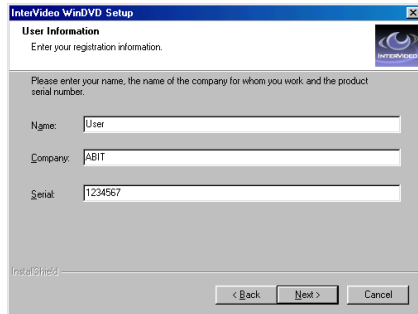 InterVideo WinDVD Setup
User Information
Enter your registration information.
INTERVIDEO
Please enter your name, the name of the company for whom you work and the product
serial number.
Name:
User
Company:
ABIT
Serial:
1234567
InstallShield
< Back
Next >
Cancel